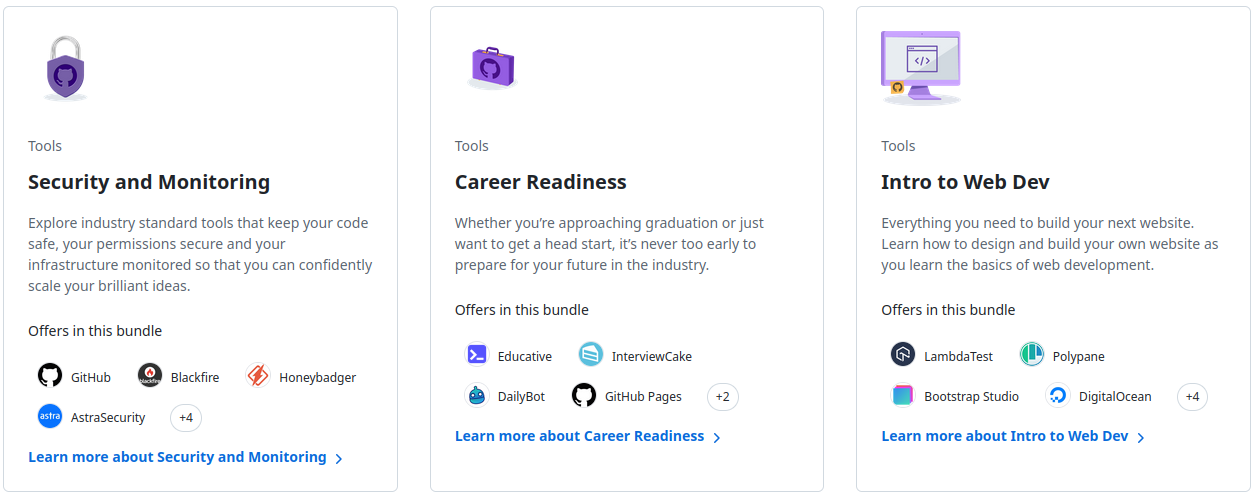 Tools
Security and Monitoring
Explore industry standard tools that keep your code
safe, your permissions secure and your
infrastructure monitored so that you can confidently
scale your brilliant ideas.
Offers in this bundle
GitHub
blackfire
Blackfire
Honeybadger
astra
AstraSecurity
+4
Learn more about Security and Monitoring
Tools
Career Readiness
Whether you’re approaching graduation or just
want to get a head start, it’s never too early to
prepare for your future in the industry.
Offers in this bundle
Educative
InterviewCake
DailyBot
GitHub Pages
+2
Learn more about Career Readiness
</>
Tools
Intro to Web Dev
Everything you need to build your next website.
Learn how to design and build your own website as
you learn the basics of web development.
Offers in this bundle
LambdaTest
Polypane
Bootstrap Studio
DigitalOcean
+4
Learn more about Intro to Web Dev